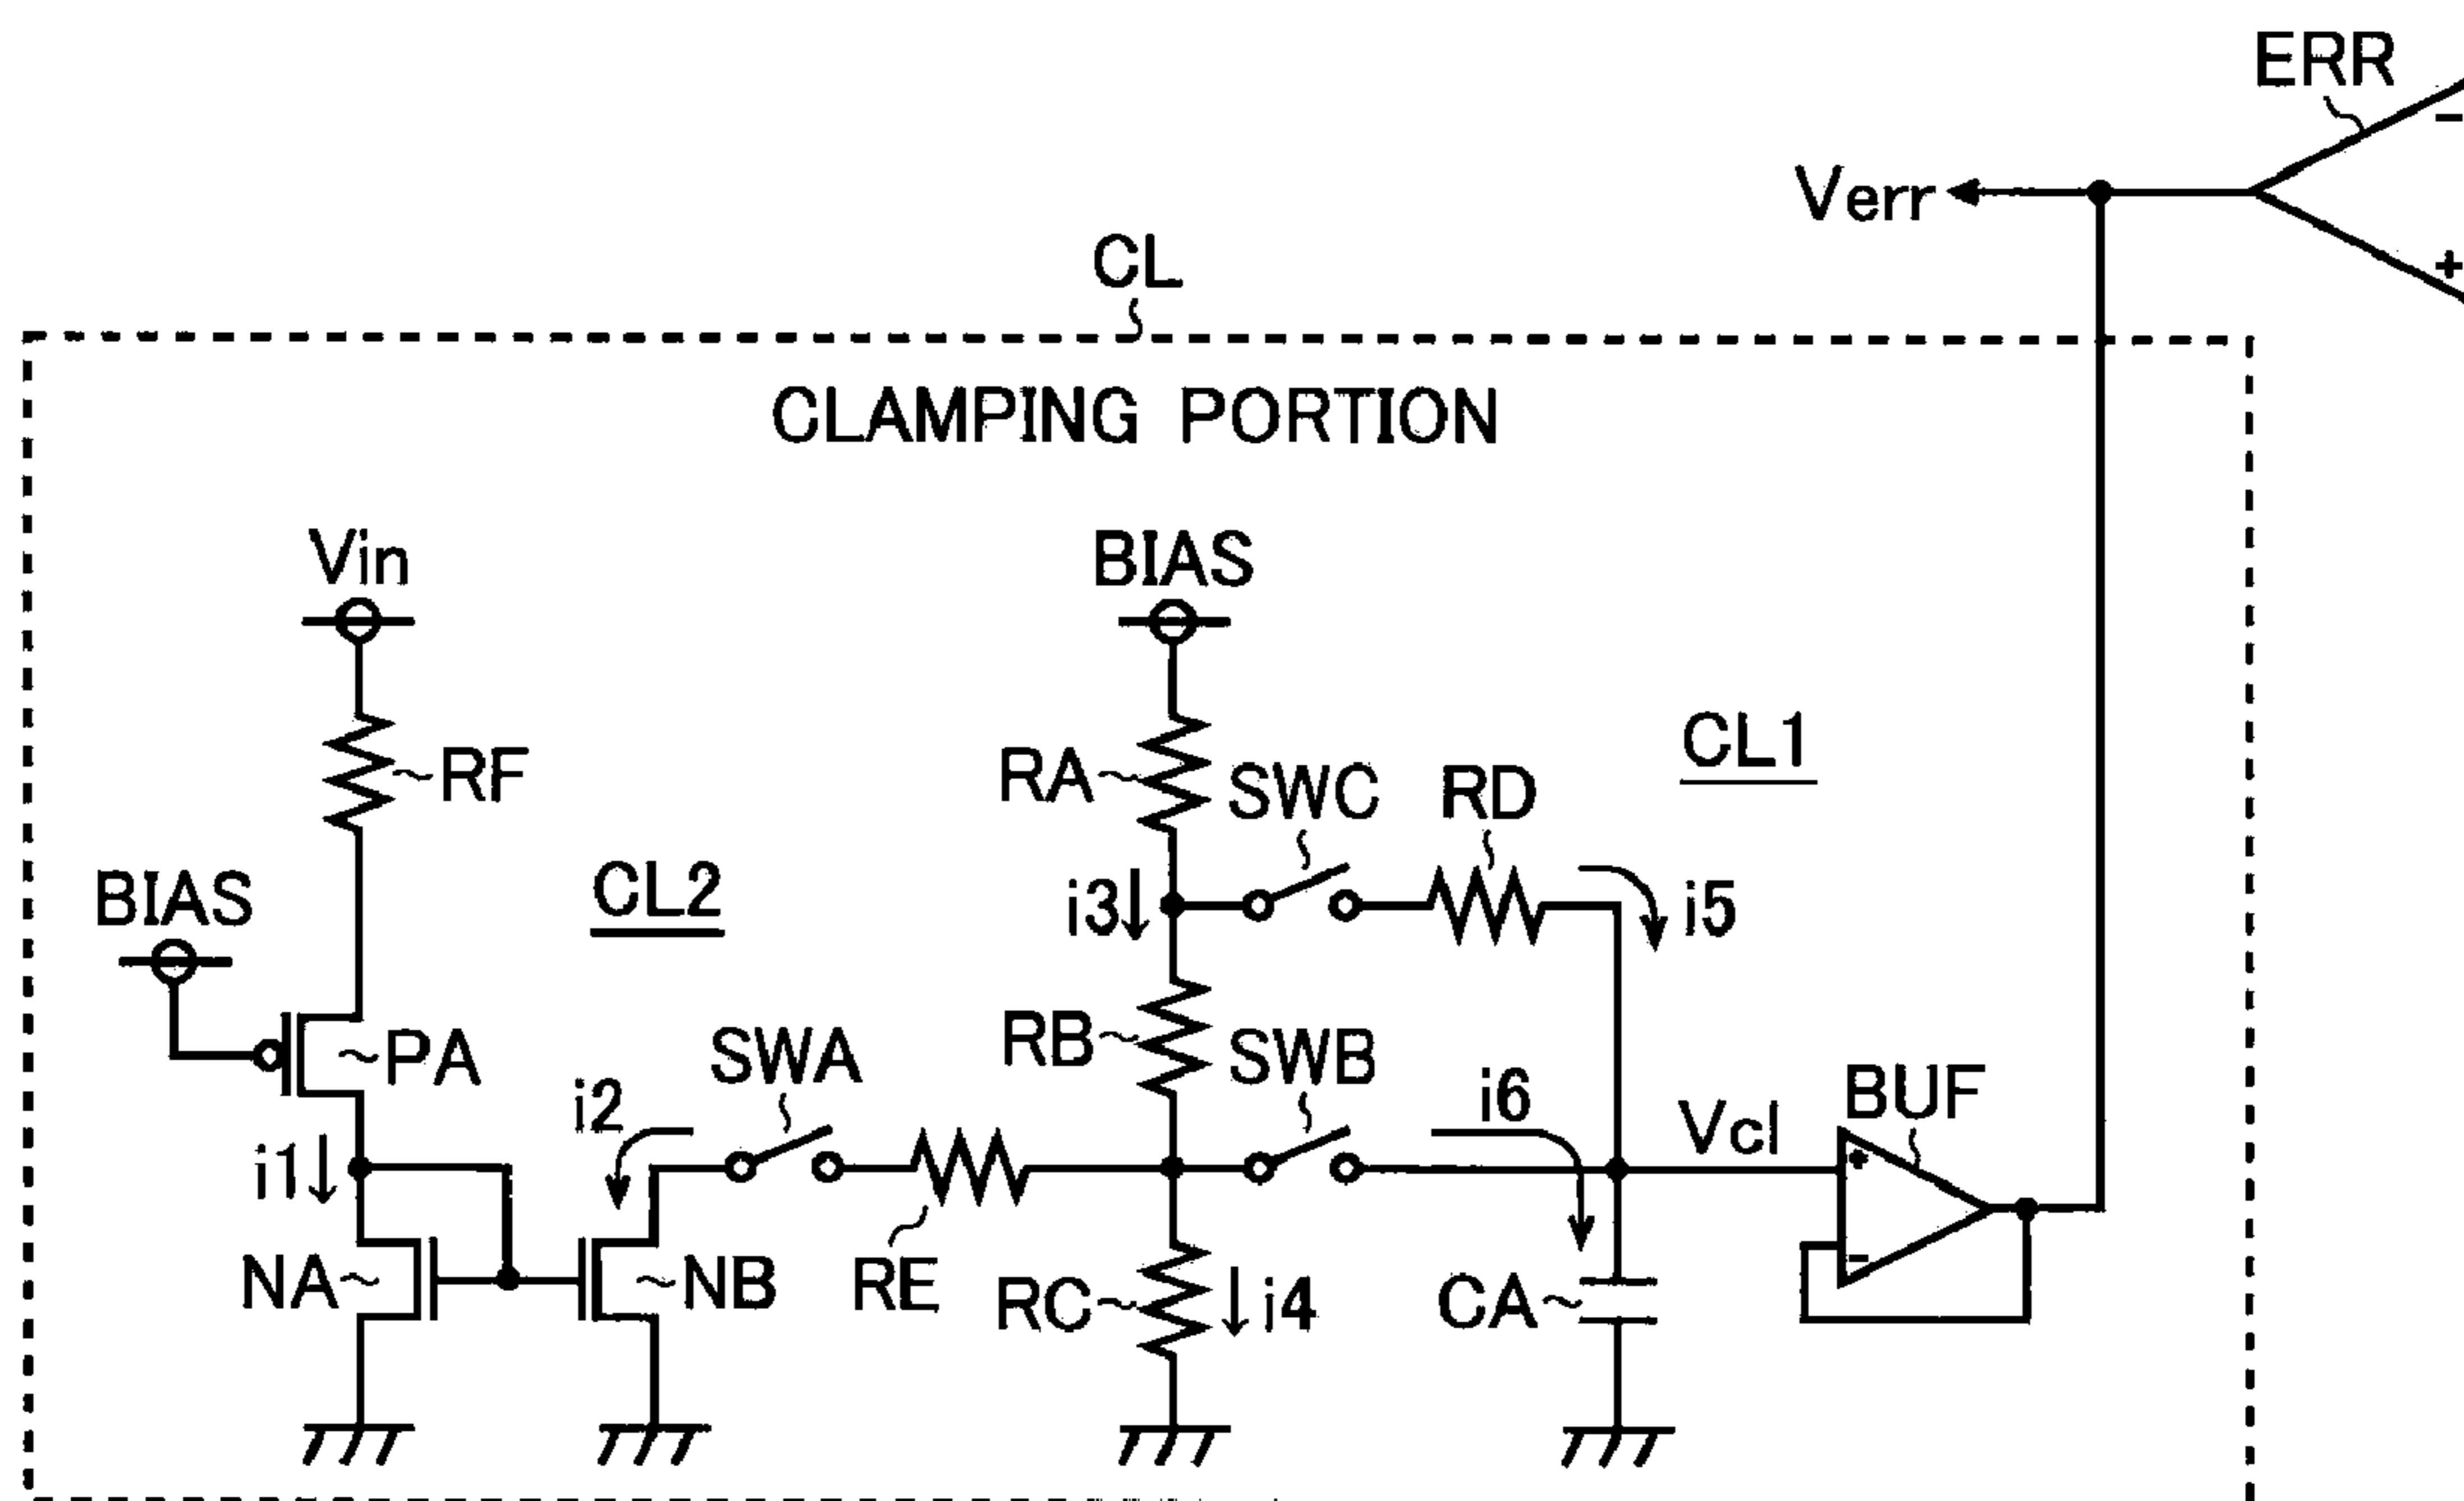 ERR
-
Verr
+
CL
CLAMPING PORTION
Vin
BIAS
RF
RA
SWC
RD
CL1
BIAS
CL2
i3
i5
PA
SWA
RB
SWB
i2
i6
Vcl
BUF
+
i1
-
NA
NB
RE
RC
i4
CA